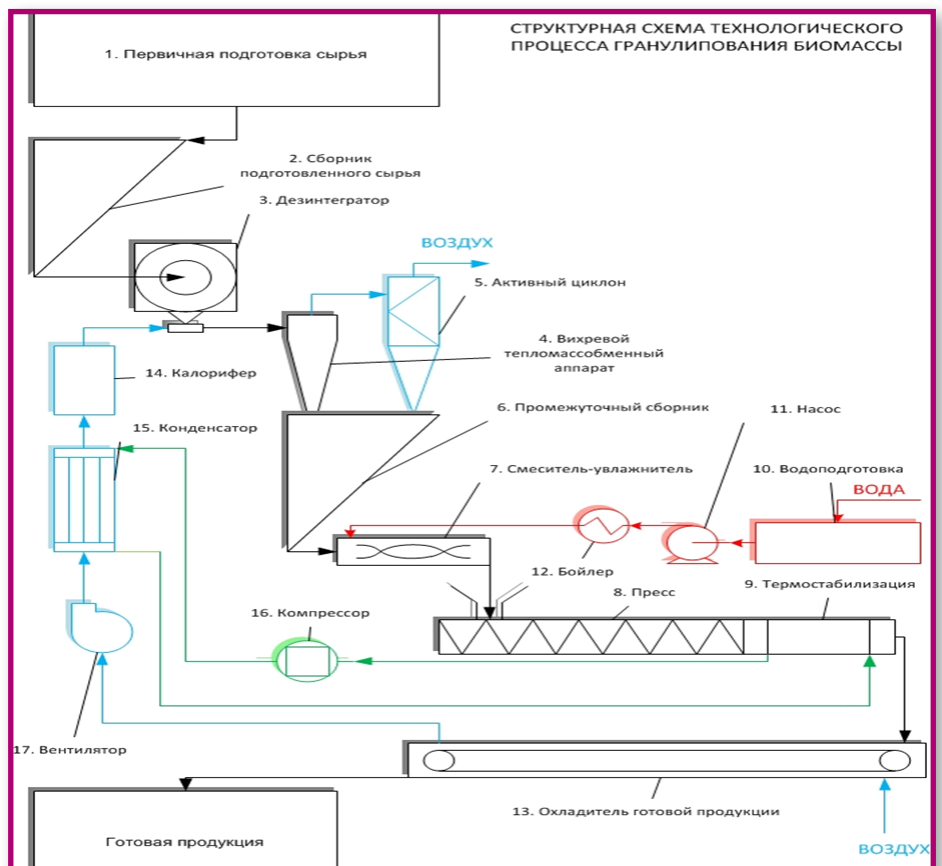 СТРУКТУРНАЯ СХЕМА ТЕХНОЛОГИЧЕСКОГО
ПРОЦЕССА ГРАНУЛИПОВАНИЯ БИОМАССЫ
1. Первичная подготовка сырья
2. Сборник
подготовленного сырья
3. Дезинтегратор
ВОЗДУХ
5. Активный циклон
4. Вихревой
тепломассобменный
аппарат
14. Калорифер
6. Промежуточный сборник
11. Насос
15. Конденсатор
7. Смеситель-увлажнитель
10. Водоподготовка
ВОДА
12. Бойлер
9. Термостабилизация
8. Пресс
16. Компрессор
17. Вентилятор
13. Охладитель готовой продукции
Готовая продукция
ВОЗДУХ